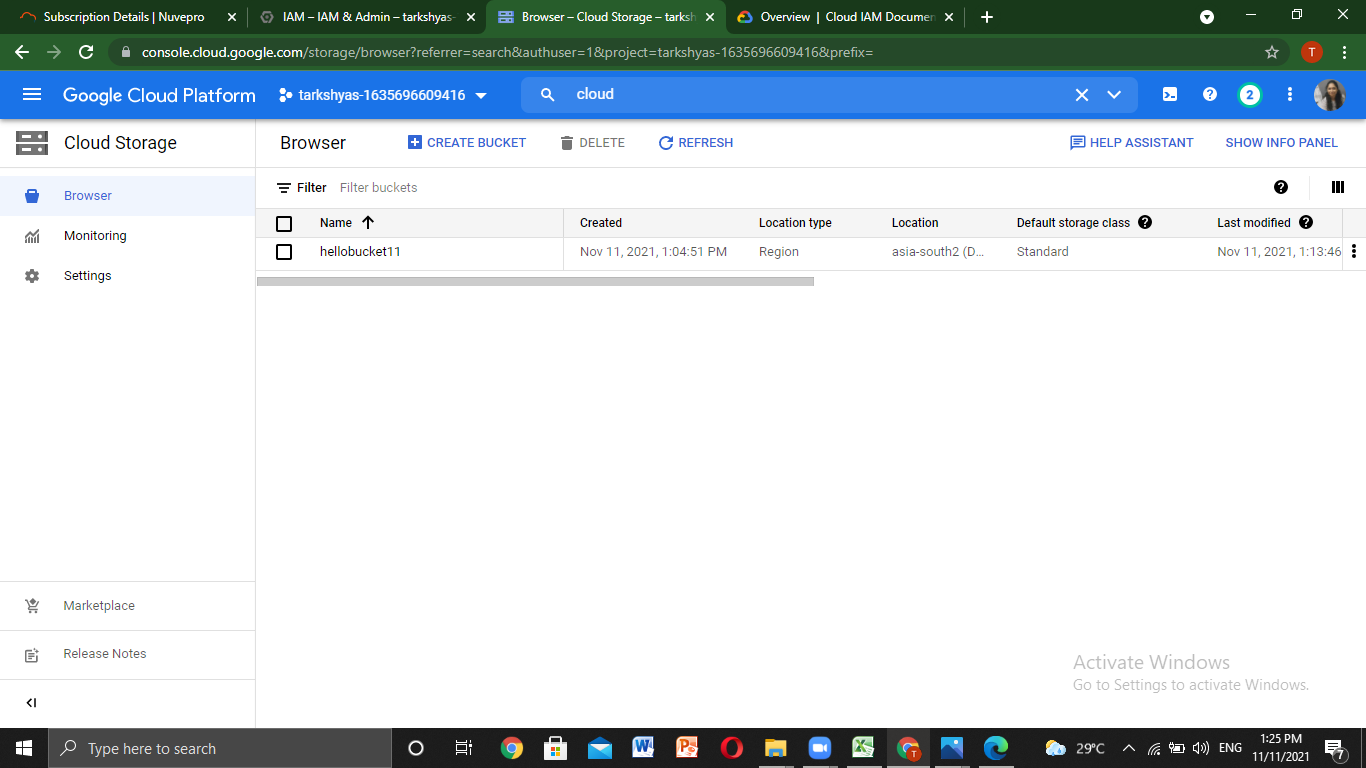 Subscription Details | Nuvepro
IAM – IAM & Admin – tarkshyas-
Browser – Cloud Storage – tarksh
Overview | Cloud IAM Documen
console.cloud.google.com/storage/browser?referrer=search&authuser=1&project=tarkshyas-1635696609416&prefix=
T
Google Cloud Platform
tarkshyas-1635696609416
cloud
2
Cloud Storage
Browser
CREATE BUCKET
DELETE
REFRESH
HELP ASSISTANT
SHOW INFO PANEL
Browser
Monitoring
Settings
Filter Filter buckets
Name Created Location type Location Default storage class Last modified
hellobucket11 Nov 11, 2021, 1:04:51 PM Region asia-south2 (D... Standard Nov 11, 2021, 1:13:46
Marketplace
Release Notes
Activate Windows
Go to Settings to activate Windows.
Type here to search
29°C
ENG
1:25 PM
11/11/2021
7